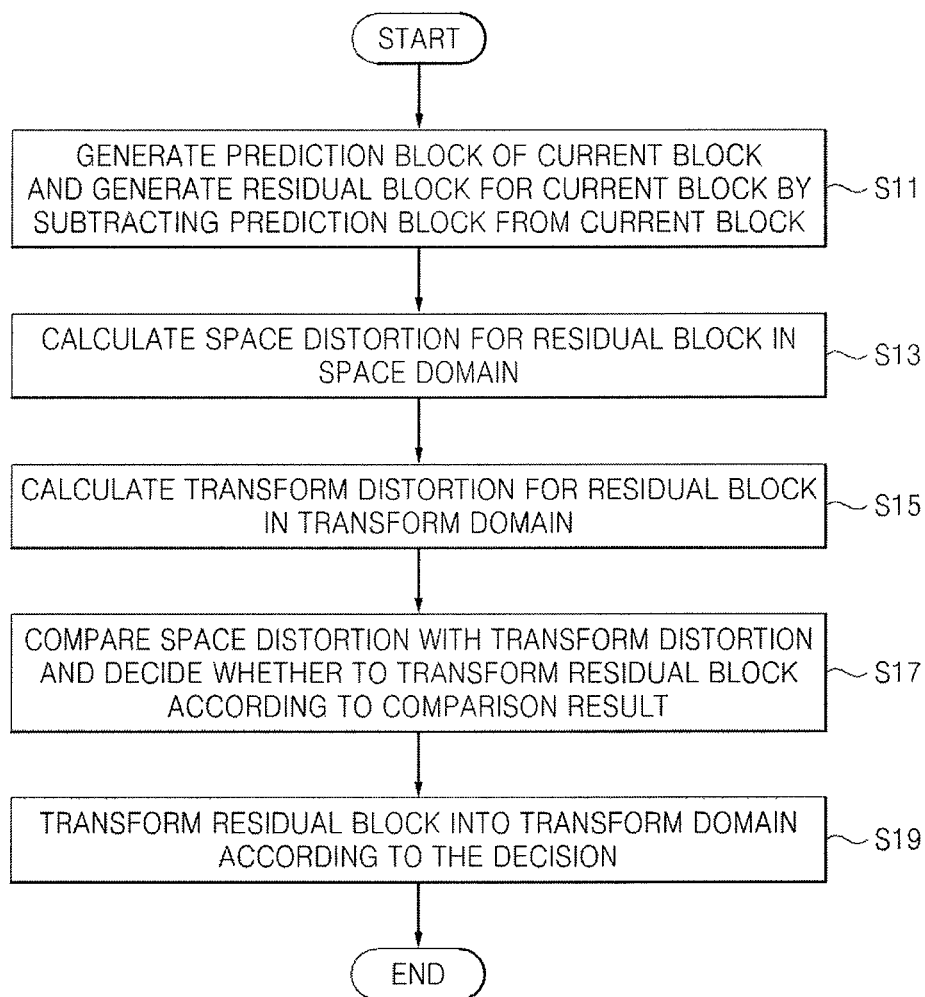 START
GENERATE PREDICTION BLOCK OF CURRENT BLOCK
AND GENERATE RESIDUAL BLOCK FOR CURRENT BLOCK BY
SUBTRACTING PREDICTION BLOCK FROM CURRENT BLOCK
S11
CALCULATE SPACE DISTORTION FOR RESIDUAL BLOCK IN
SPACE DOMAIN
S13
CALCULATE TRANSFORM DISTORTION FOR RESIDUAL BLOCK
IN TRANSFORM DOMAIN
S15
COMPARE SPACE DISTORTION WITH TRANSFORM DISTORTION
AND DECIDE WHETHER TO TRANSFORM RESIDUAL BLOCK
ACCORDING TO COMPARISON RESULT
S17
TRANSFORM RESIDUAL BLOCK INTO TRANSFORM DOMAIN
ACCORDING TO THE DECISION
S19
END